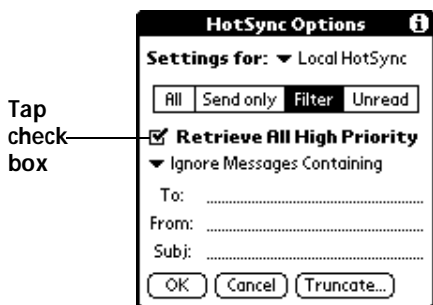 HotSync Options i
Settings for: Local HotSync
All Send only Filter Unread
Tap
check
box
Retrieve All High Priority
Ignore Messages Containing
To:
From:
Subj:
OK Cancel Truncate...